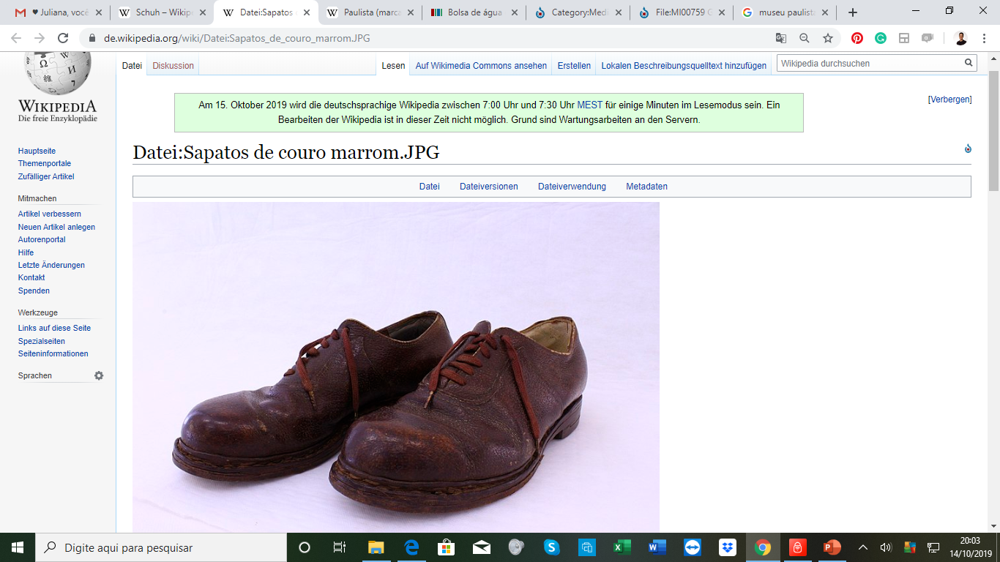 ♥ Juliana, você
Schuh – Wikip
Datei:Sapatos
Paulista (marca
Bolsa de água
Category:Medi
File:MI00759 G
museu paulista
de.wikipedia.org/wiki/Datei:Sapatos_de_couro_marrom.JPG
WIKIPEDIA
Die freie Enzyklopädie
Datei
Diskussion
Lesen
Auf Wikimedia Commons ansehen
Erstellen
Lokalen Beschreibungsquelltext hinzufügen
Wikipedia durchsuchen
Am 15. Oktober 2019 wird die deutschsprachige Wikipedia zwischen 7:00 Uhr und 7:30 Uhr MEST für einige Minuten im Lesemodus sein. Ein
Bearbeiten der Wikipedia ist in dieser Zeit nicht möglich. Grund sind Wartungsarbeiten an den Servern.
[Verbergen]
Hauptseite
Themenportale
Zufälliger Artikel
Mitmachen
Artikel verbessern
Neuen Artikel anlegen
Autorenportal
Hilfe
Letzte Änderungen
Kontakt
Spenden
Werkzeuge
Links auf diese Seite
Spezialseiten
Seiteninformationen
Sprachen
Datei:Sapatos de couro marrom.JPG
Datei
Dateiversionen
Dateiverwendung
Metadaten
Digite aqui para pesquisar
20:03
14/10/2019